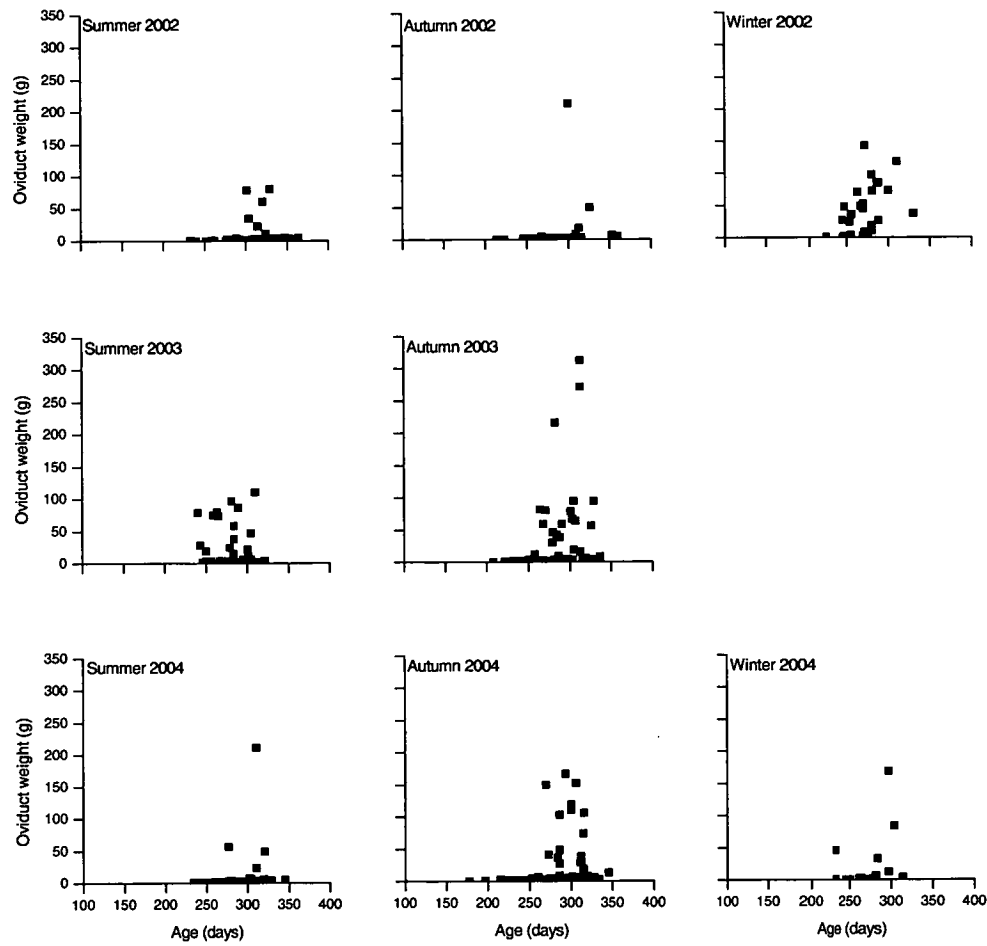 Summer 2002
Autumn 2002
Winter 2002
350
300
250
200
150
100
50
0
Oviduct weight (g)
Summer 2003
Autumn 2003
350
300
250
200
150
100
50
0
Oviduct weight (g)
Summer 2004
Autumn 2004
Winter 2004
350
300
250
200
150
100
50
0
Oviduct weight (g)
100 150 200 250 300 350 400
100 150 200 250 300 350 400
100 150 200 250 300 350 400
Age (days)
Age (days)
Age (days)